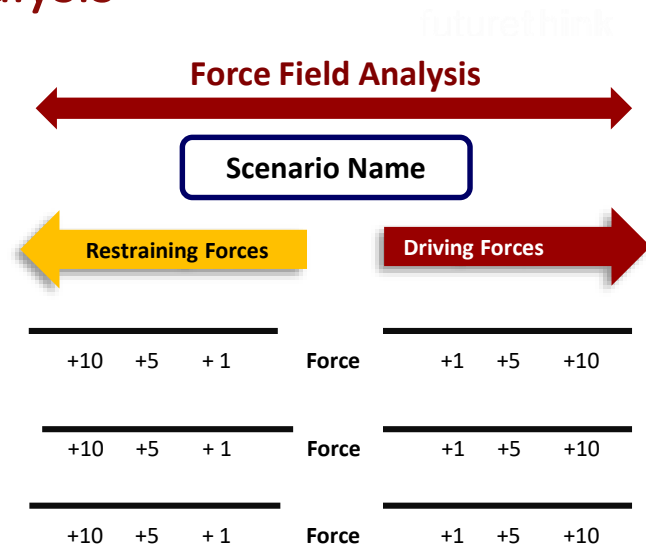 futurethink
Force Field Analysis
Scenario Name
Restraining Forces
Driving Forces
+10 +5 + 1 Force +1 +5 +10
+10 +5 + 1 Force +1 +5 +10
+10 +5 + 1 Force +1 +5 +10